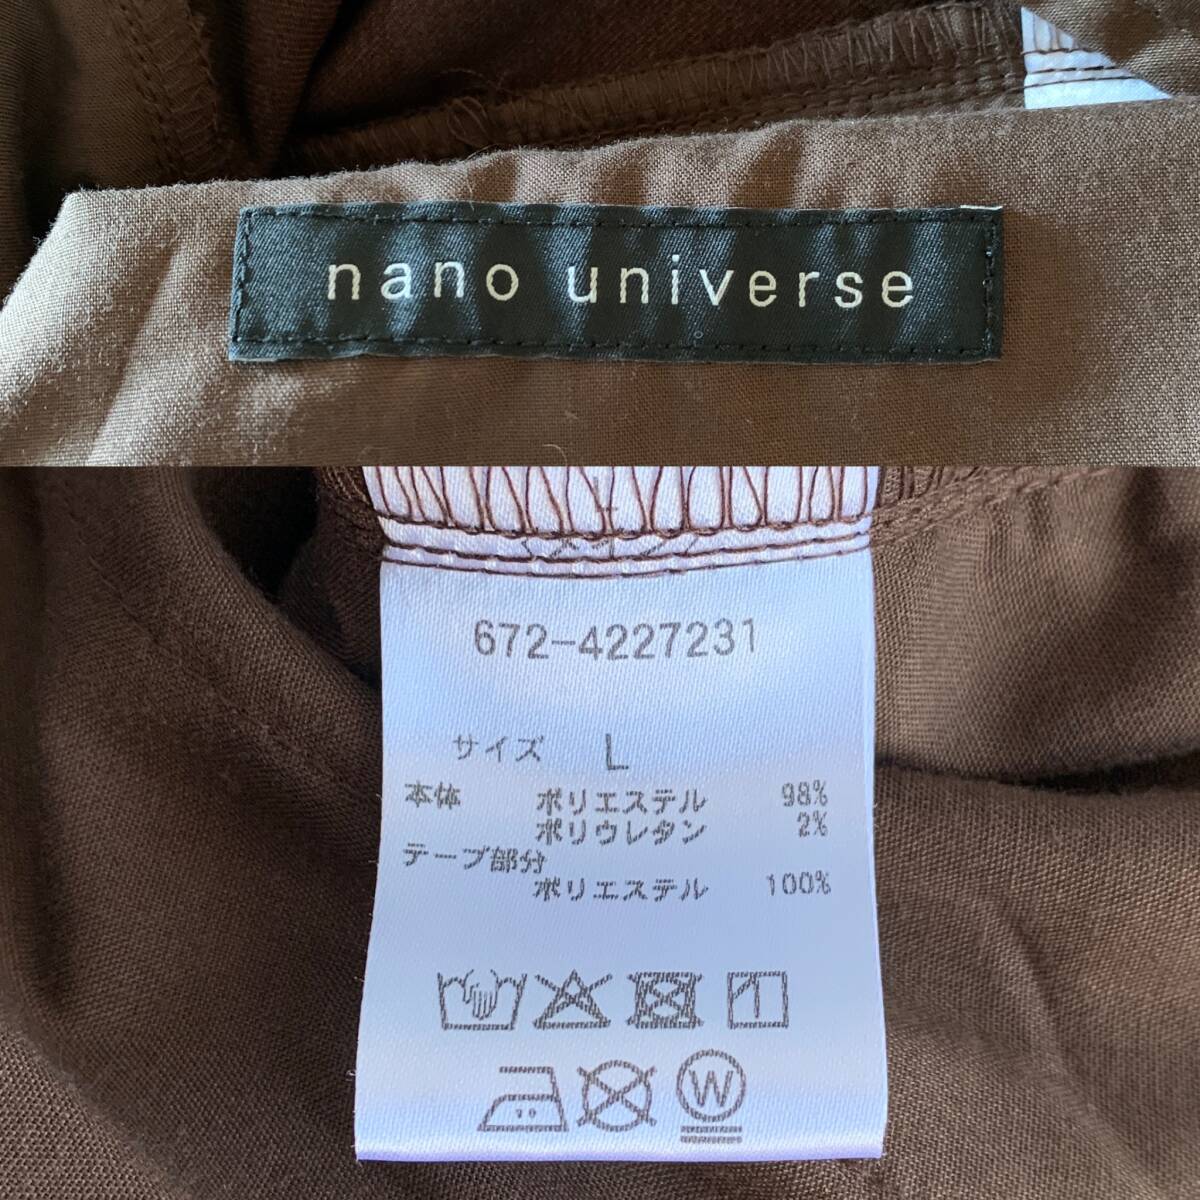 nano universe
672-4227231
サイズ L
本体 ポリエステル 98%
ポリウレタン 2%
テープ部分
ポリエステル 100%
W